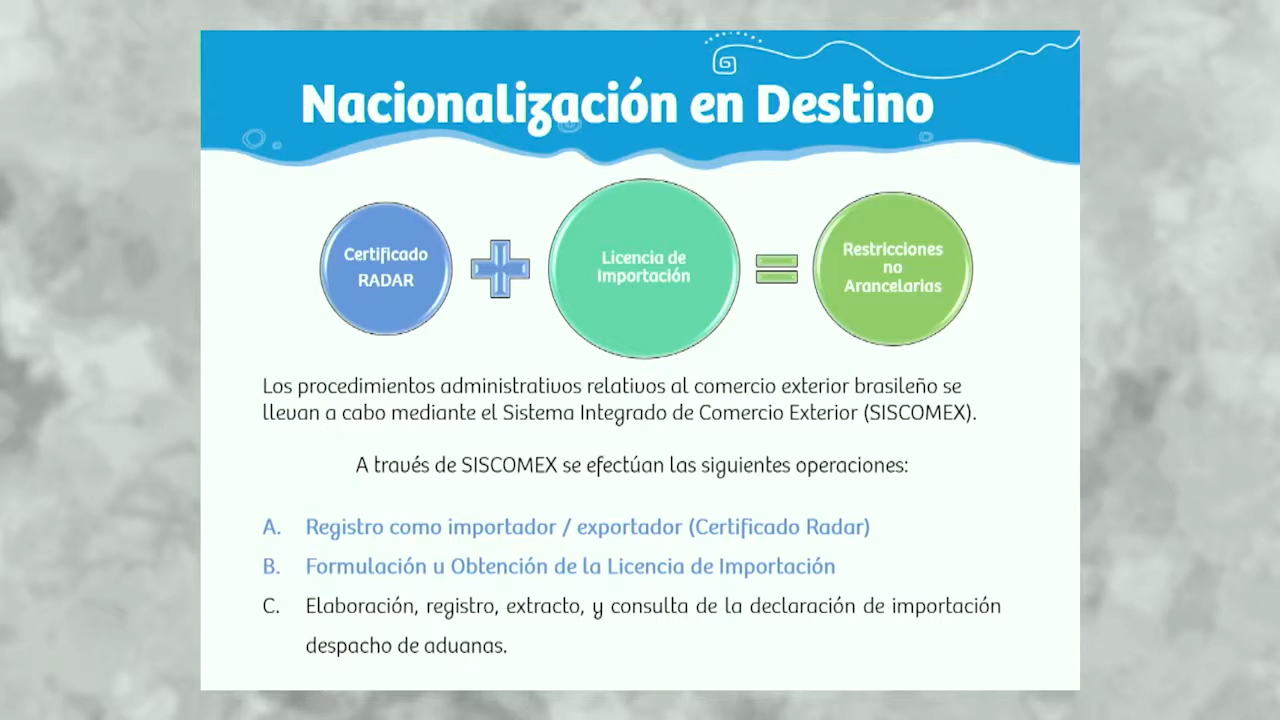 Nacionalización en Destino
Certificado
RADAR
Licencia de
Importación
Restricciones
no
Arancelarias
Los procedimientos administrativos relativos al comercio exterior brasileño se
llevan a cabo mediante el Sistema Integrado de Comercio Exterior (SISCOMEX).
A través de SISCOMEX se efectúan las siguientes operaciones:
A. Registro como importador / exportador (Certificado Radar)
B. Formulación u Obtención de la Licencia de Importación
C. Elaboración, registro, extracto, y consulta de la declaración de importación
despacho de aduanas.